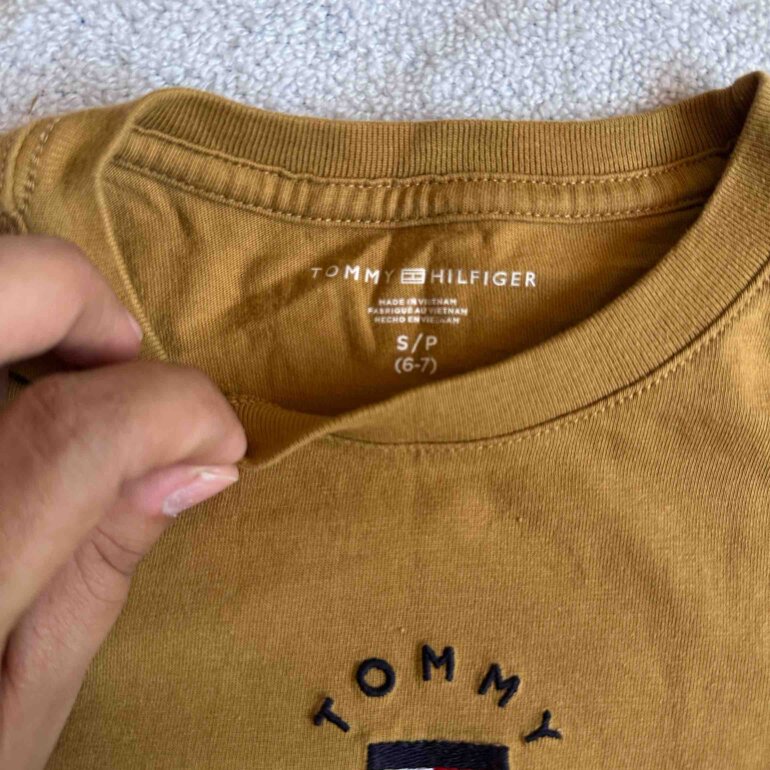 TOMMY HILFIGER
MADE IN VIETNAM
FABRIQUÉ AU VIETNAM
HECHO EN VIETNAM
S/P
(6-7)
TOMMY